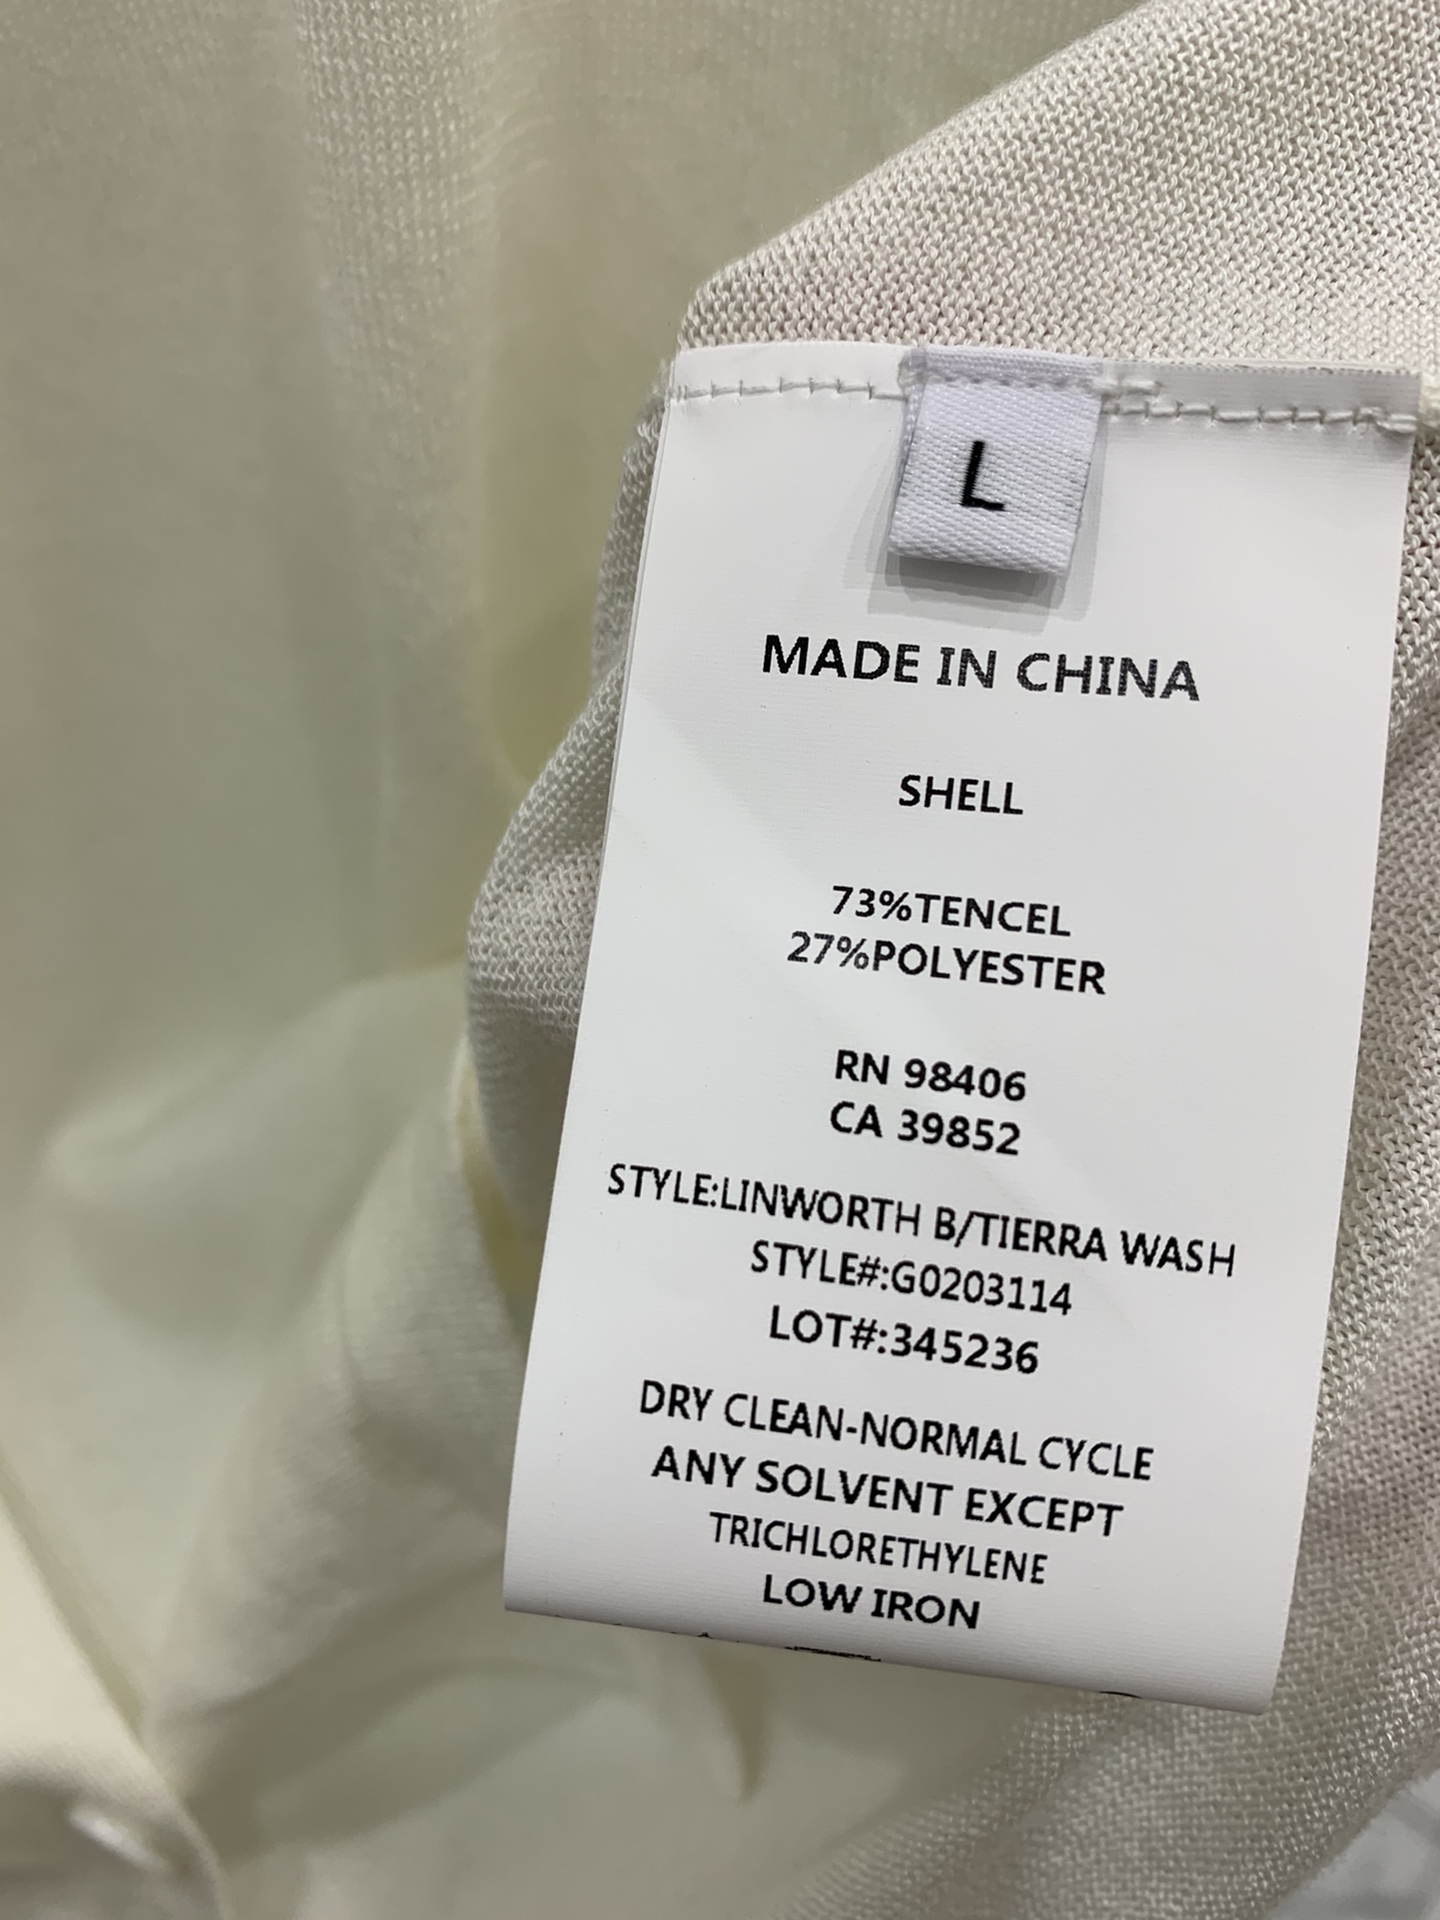 L
MADE IN CHINA
SHELL
73%TENCEL
27%POLYESTER
RN 98406
CA 39852
STYLE:LINWORTH B/TIERRA WASH
STYLE#:G0203114
LOT#:345236
DRY CLEAN-NORMAL CYCLE
ANY SOLVENT EXCEPT
TRICHLORETHYLENE
LOW IRON